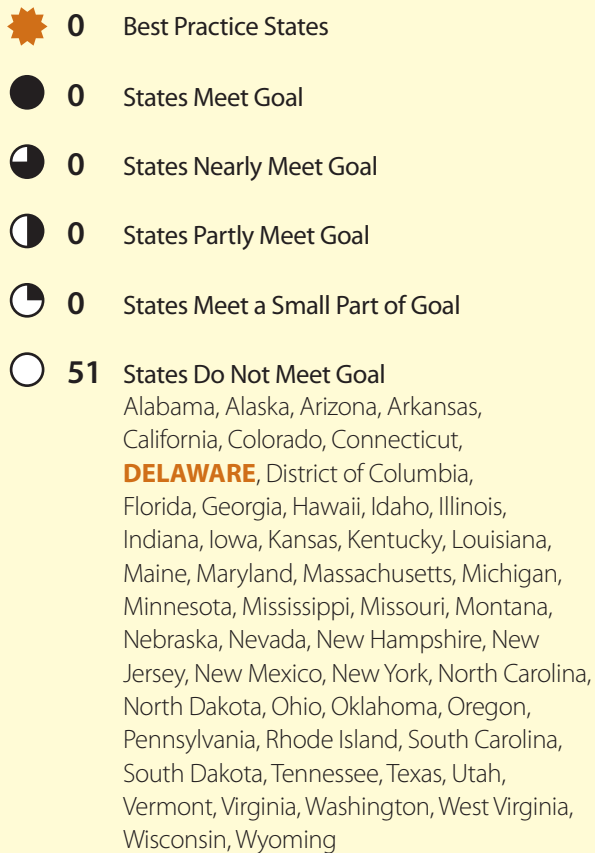 0 Best Practice States
0 States Meet Goal
0 States Nearly Meet Goal
0 States Partly Meet Goal
0 States Meet a Small Part of Goal
51 States Do Not Meet Goal
Alabama, Alaska, Arizona, Arkansas,
California, Colorado, Connecticut,
DELAWARE, District of Columbia,
Florida, Georgia, Hawaii, Idaho, Illinois,
Indiana, Iowa, Kansas, Kentucky, Louisiana,
Maine, Maryland, Massachusetts, Michigan,
Minnesota, Mississippi, Missouri, Montana,
Nebraska, Nevada, New Hampshire, New
Jersey, New Mexico, New York, North Carolina,
North Dakota, Ohio, Oklahoma, Oregon,
Pennsylvania, Rhode Island, South Carolina,
South Dakota, Tennessee, Texas, Utah,
Vermont, Virginia, Washington, West Virginia,
Wisconsin, Wyoming